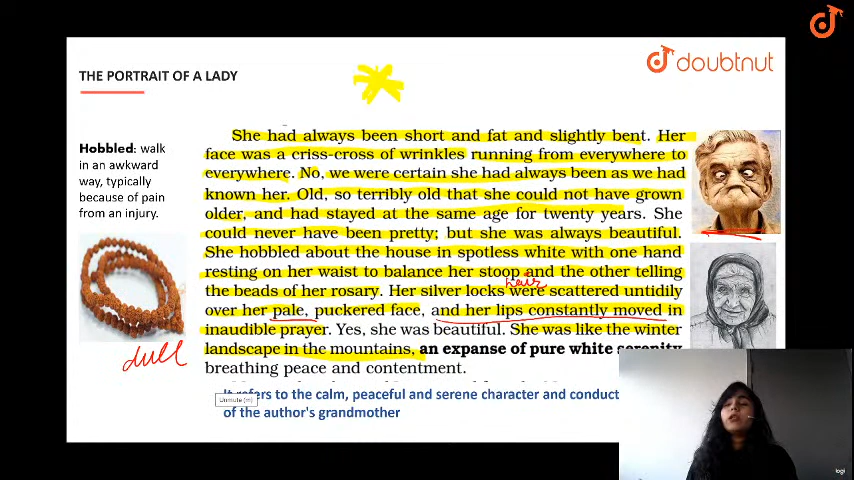 doubtnut
THE PORTRAIT OF A LADY
Hobbled: walk
in an awkward
way, typically
because of pain
from an injury.
She had always been short and fat and slightly bent. Her
face was a criss-cross of wrinkles running from everywhere to
everywhere. No, we were certain she had always been as we had
known her. Old, so terribly old that she could not have grown
older, and had stayed at the same age for twenty years. She
could never have been pretty; but she was always beautiful.
She hobbled about the house in spotless white with one hand
resting on her waist to balance her stoop and the other telling
the beads of her rosary. Her silver locks were scattered untidily
hair
over her pale, puckered face, and her lips constantly moved in
inaudible prayer. Yes, she was beautiful. She was like the winter
landscape in the mountains, an expanse of pure white serenity
breathing peace and contentment.
dull
It refers to the calm, peaceful and serene character and conduct
of the author's grandmother
Unmute (m)
logi